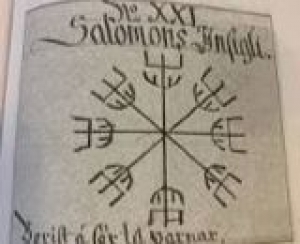 No XXI
Salomons Insigli.
Berist á sér til varnar.